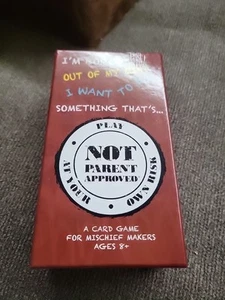 I'M
OUT OF M
I WANT TO
SOMETHING THAT'S...
PLAY
NOT
PARENT
APPROVED
AT YOUR
OWN RISK
A CARD GAME
FOR MISCHIEF MAKERS
AGES 8+